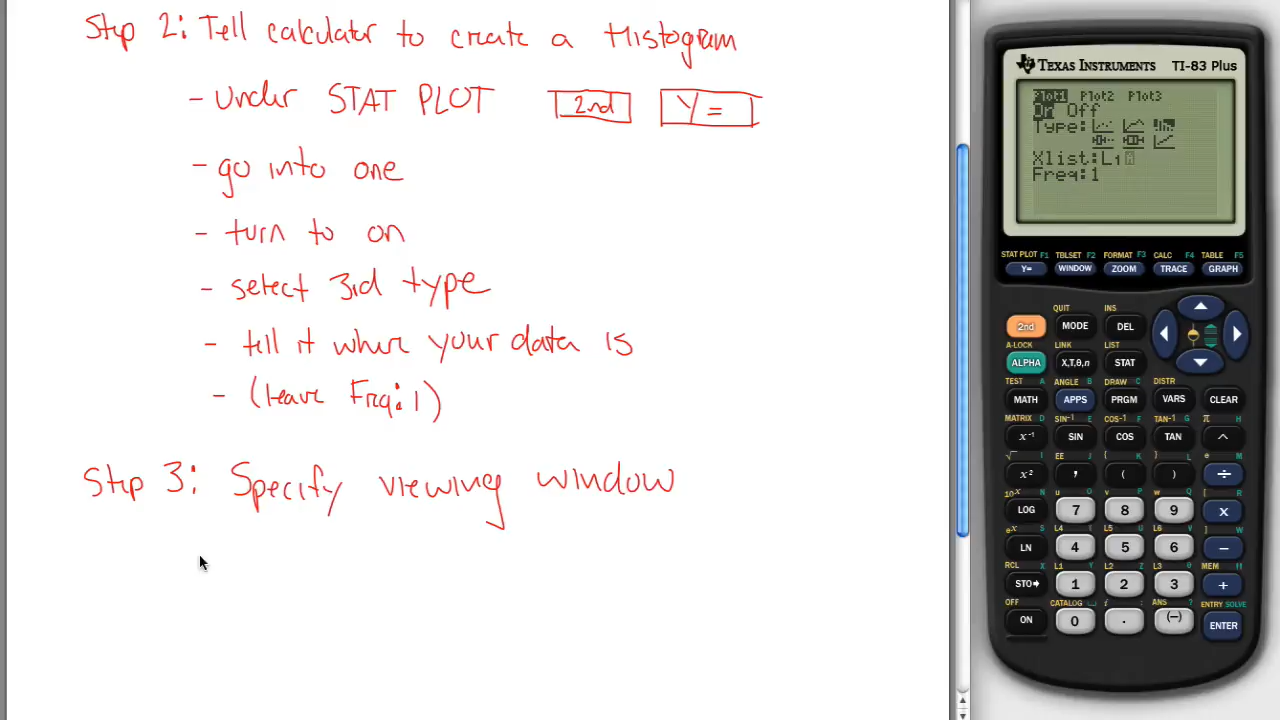 Step 2: Tell calculator to create a Histogram
- Under STAT PLOT 2nd Y=
- go into one
- turn to on
- select 3rd type
- tell it where your data is
- (leave Freq:1)
Step 3: Specify viewing window
TEXAS INSTRUMENTS TI-83 Plus
Plot1 Plot2 Plot3
On Off
Type:
Xlist:L1
Freq:1
STAT PLOT F1 TBLSET F2 FORMAT F3 CALC F4 TABLE F5
Y= WINDOW ZOOM TRACE GRAPH
QUIT INS
2nd MODE DEL
A-LOCK LINK LIST
ALPHA X,T,θ,n STAT
TEST A ANGLE B DRAW C DISTR
MATH APPS PRGM VARS CLEAR
MATRIX D SIN⁻¹ E COS⁻¹ F TAN⁻¹ G π H
x⁻¹ SIN COS TAN ^
√ I EE J { K } L e M
x² , ( ) ÷
10ˣ N u O v P w Q [ R
LOG 7 8 9 x
eˣ S L4 T L5 U L6 V ] W
LN 4 5 6 −
RCL X L1 Y L2 Z L3 θ MEM "
STO➔ 1 2 3 +
OFF CATALOG ⎵ i : ANS ? ENTRY SOLVE
ON 0 . (−) ENTER